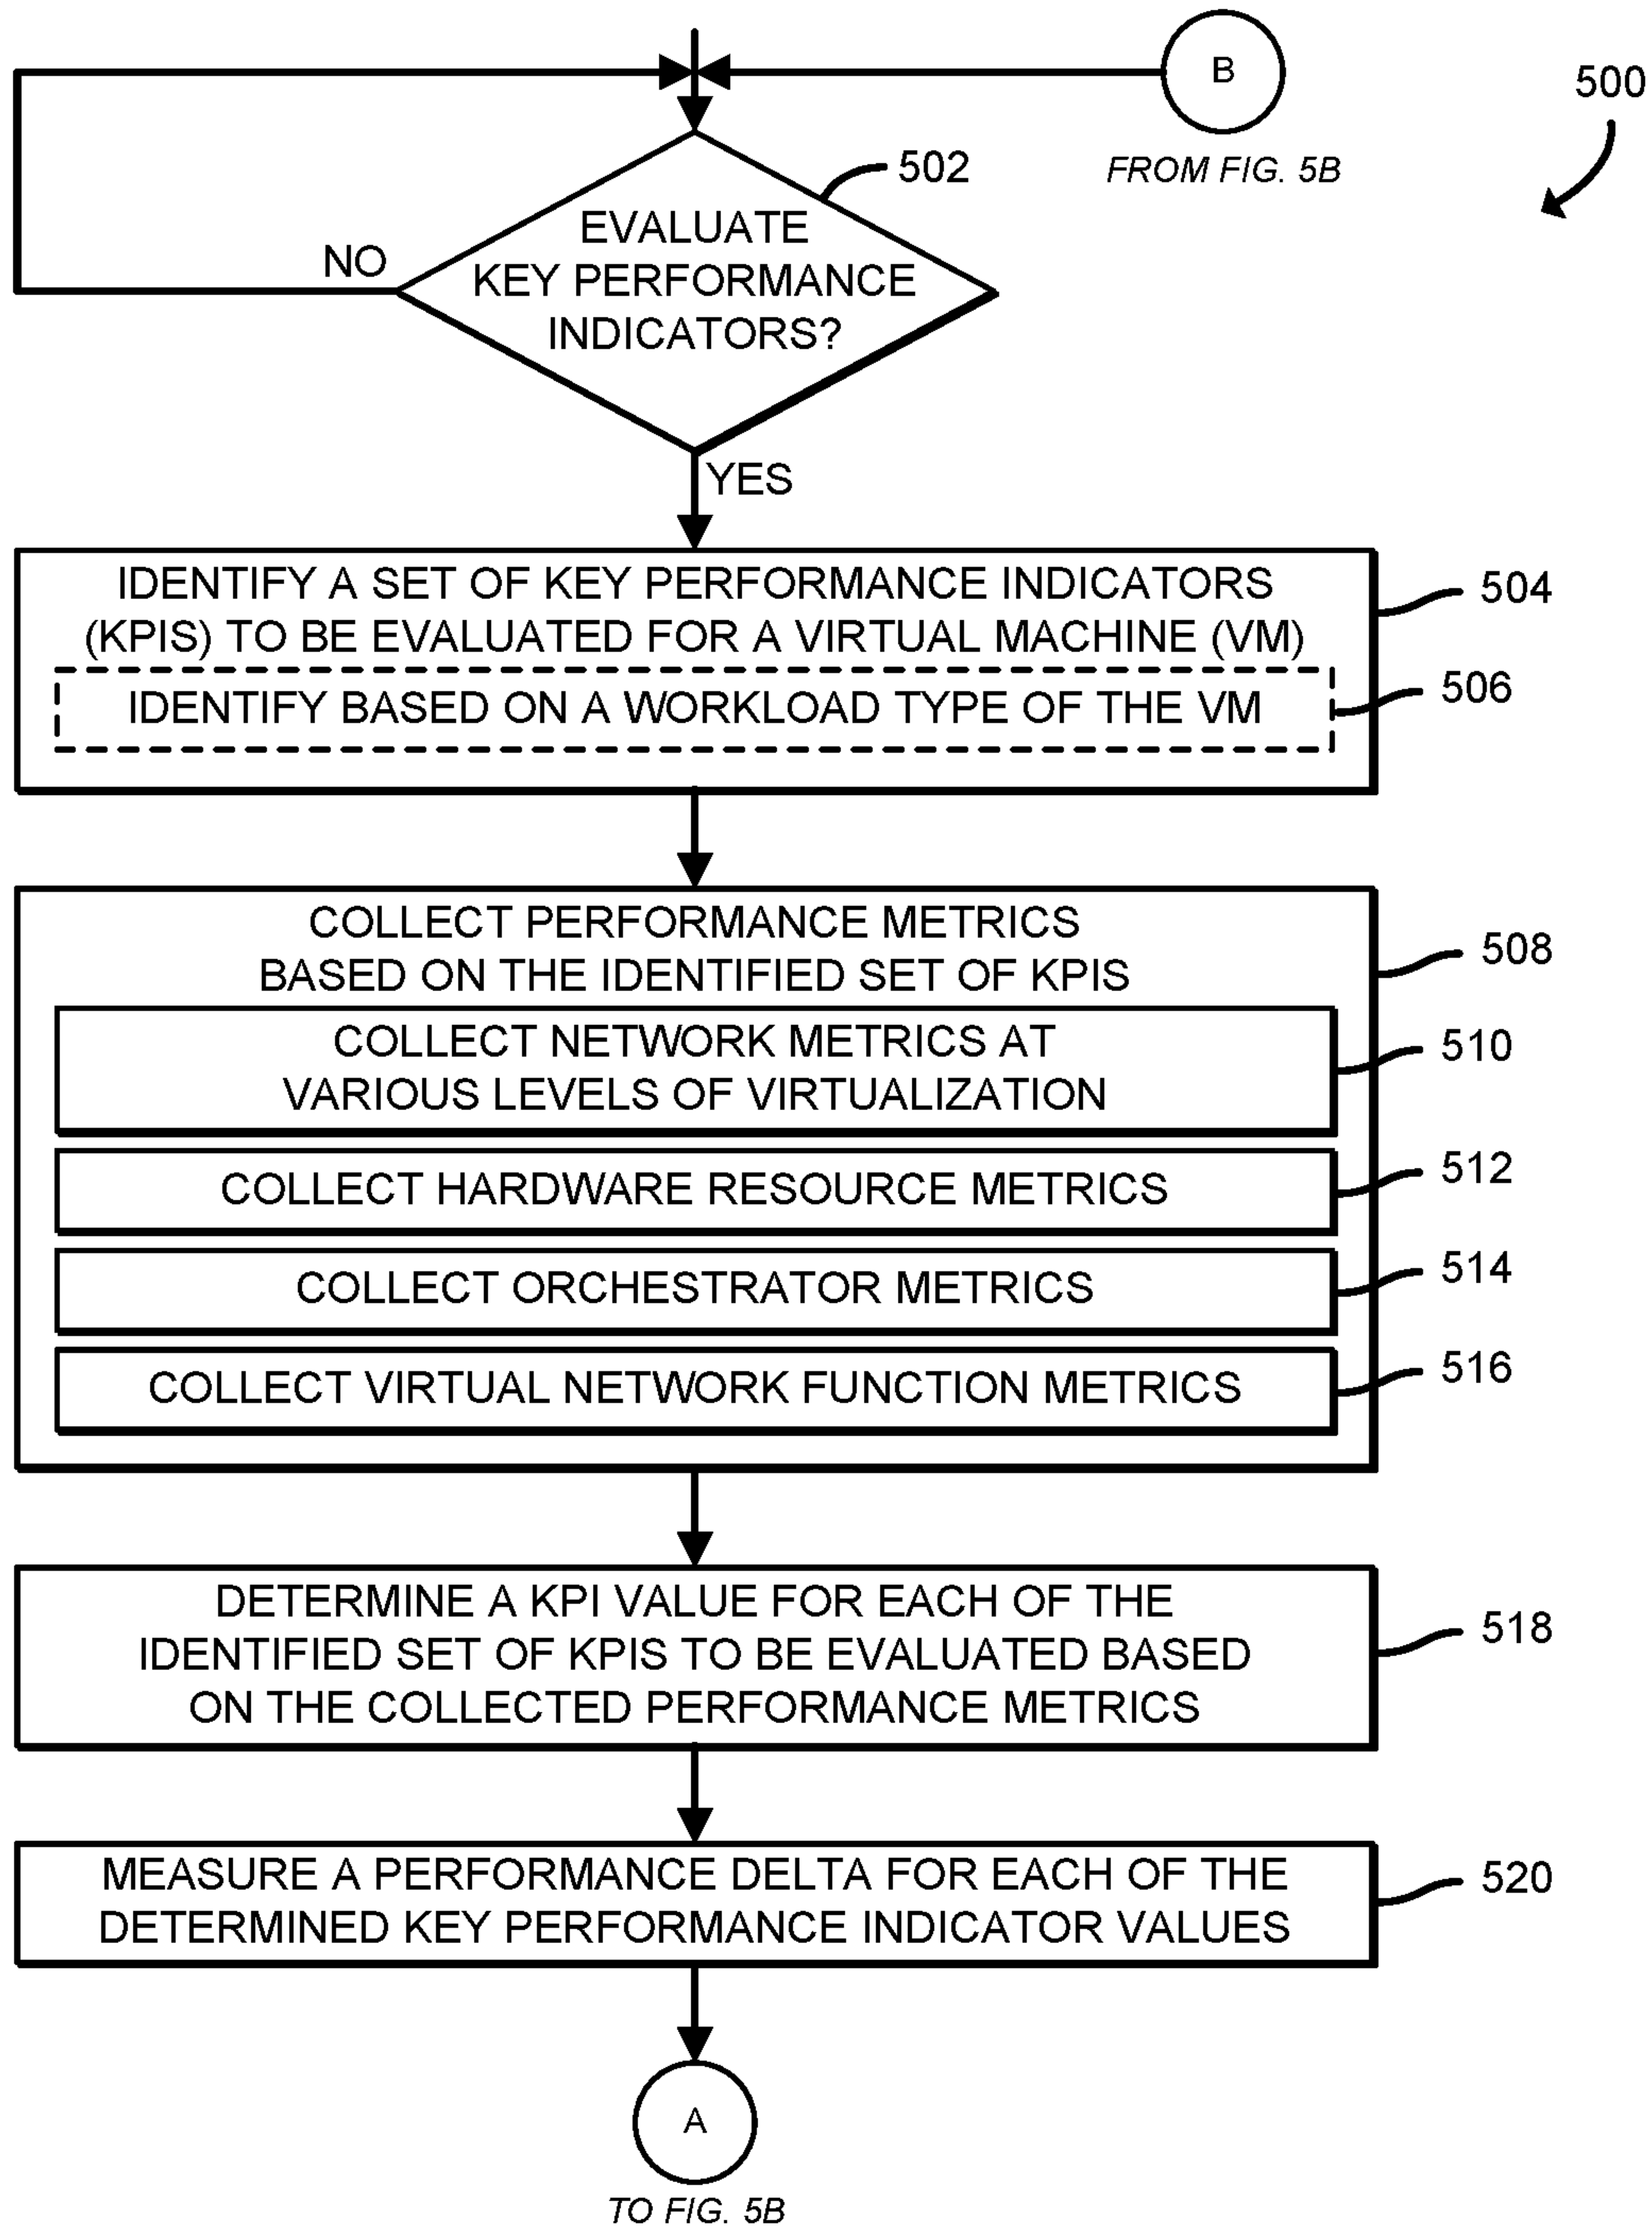 B
500
FROM FIG. 5B
502
EVALUATE
KEY PERFORMANCE
INDICATORS?
NO
YES
IDENTIFY A SET OF KEY PERFORMANCE INDICATORS
(KPIS) TO BE EVALUATED FOR A VIRTUAL MACHINE (VM)
504
IDENTIFY BASED ON A WORKLOAD TYPE OF THE VM
506
COLLECT PERFORMANCE METRICS
BASED ON THE IDENTIFIED SET OF KPIS
508
COLLECT NETWORK METRICS AT
VARIOUS LEVELS OF VIRTUALIZATION
510
COLLECT HARDWARE RESOURCE METRICS
512
COLLECT ORCHESTRATOR METRICS
514
COLLECT VIRTUAL NETWORK FUNCTION METRICS
516
DETERMINE A KPI VALUE FOR EACH OF THE
IDENTIFIED SET OF KPIS TO BE EVALUATED BASED
ON THE COLLECTED PERFORMANCE METRICS
518
MEASURE A PERFORMANCE DELTA FOR EACH OF THE
DETERMINED KEY PERFORMANCE INDICATOR VALUES
520
A
TO FIG. 5B